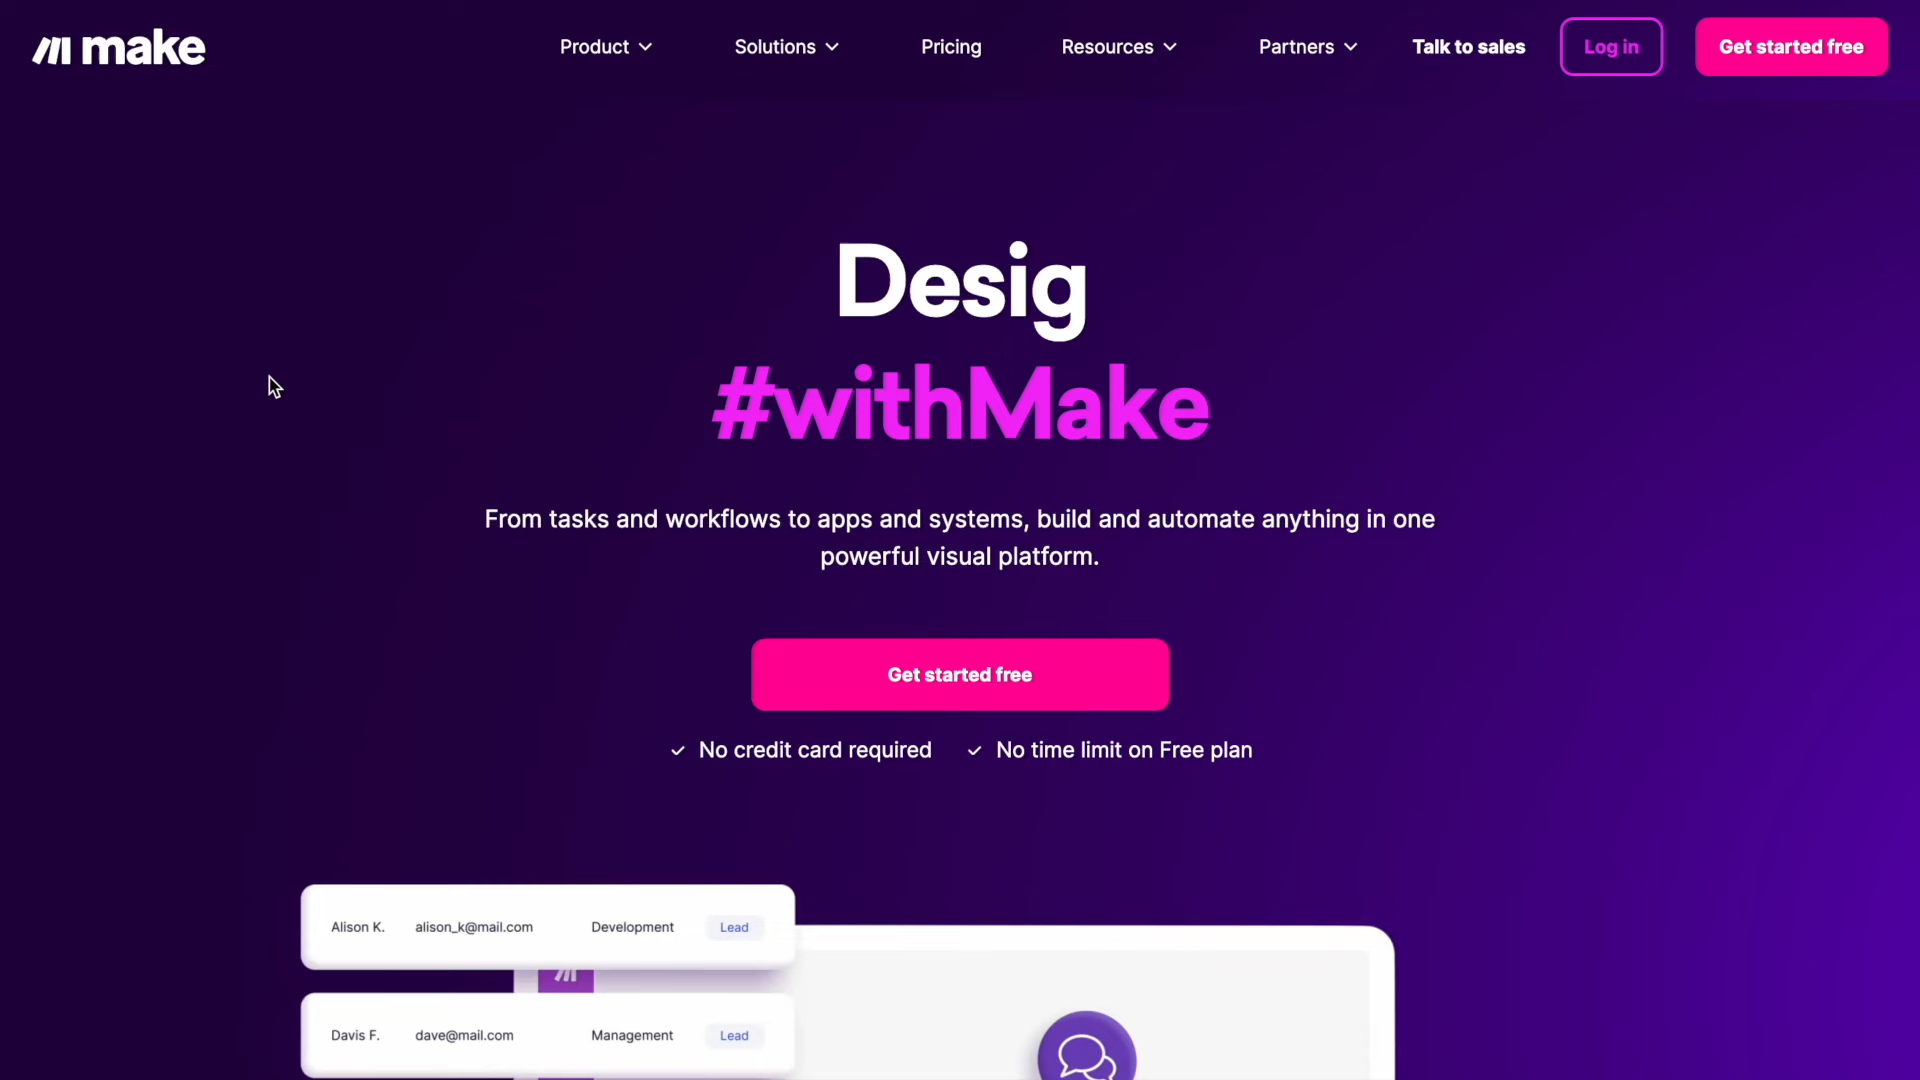 make
Product
Solutions
Pricing
Resources
Partners
Talk to sales
Log in
Get started free
Desig
#withMake
From tasks and workflows to apps and systems, build and automate anything in one
powerful visual platform.
Get started free
No credit card required
No time limit on Free plan
Alison K. alison_k@mail.com Development Lead
Davis F. dave@mail.com Management Lead